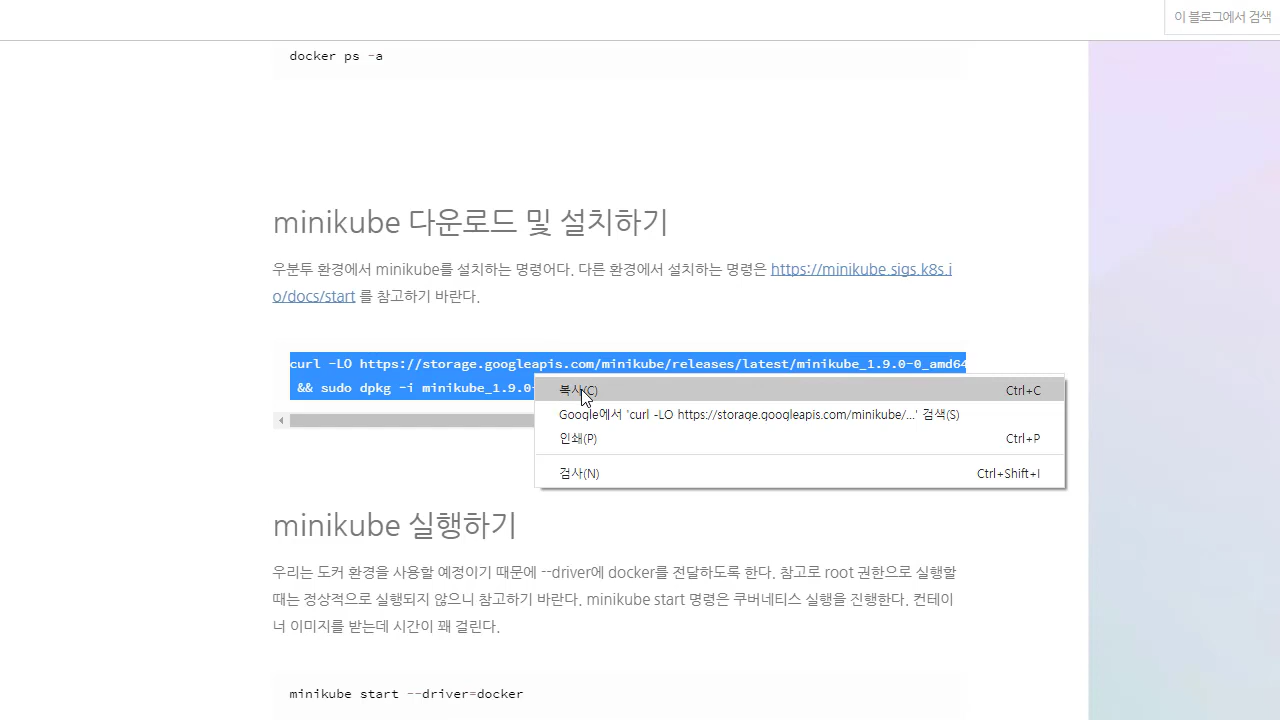 이 블로그에서 검색
docker ps -a
minikube 다운로드 및 설치하기
우분투 환경에서 minikube를 설치하는 명령어다. 다른 환경에서 설치하는 명령은 https://minikube.sigs.k8s.i
o/docs/start 를 참고하기 바란다.
curl -LO https://storage.googleapis.com/minikube/releases/latest/minikube_1.9.0-0_amd64
&& sudo dpkg -i minikube_1.9.0-
복사(C) Ctrl+C
Google에서 'curl -LO https://storage.googleapis.com/minikube/...' 검색(S)
인쇄(P) Ctrl+P
검사(N) Ctrl+Shift+I
minikube 실행하기
우리는 도커 환경을 사용할 예정이기 때문에 --driver에 docker를 전달하도록 한다. 참고로 root 권한으로 실행할
때는 정상적으로 실행되지 않으니 참고하기 바란다. minikube start 명령은 쿠버네티스 실행을 진행한다. 컨테이
너 이미지를 받는데 시간이 꽤 걸린다.
minikube start --driver=docker